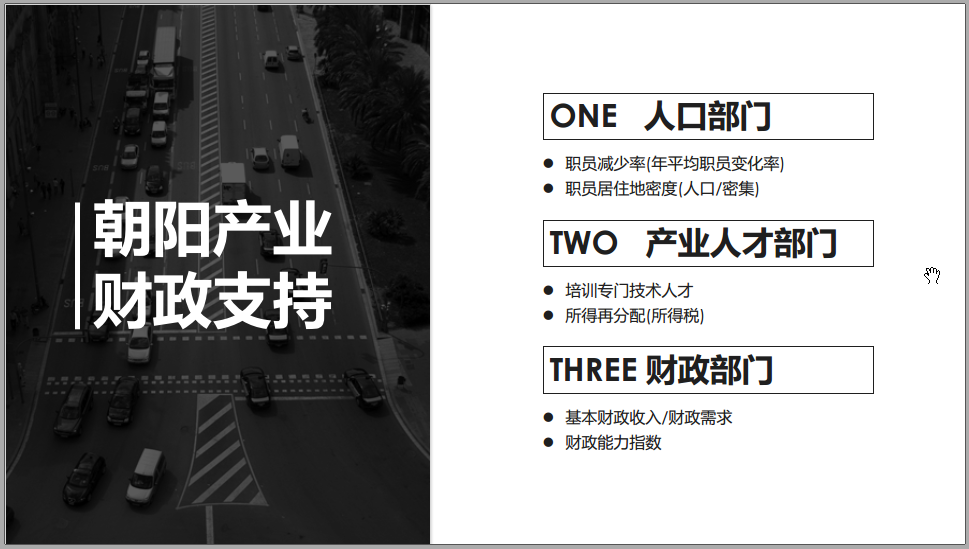 朝阳产业
财政支持
ONE 人口部门
● 职员减少率(年平均职员变化率)
● 职员居住地密度(人口/密集)
TWO 产业人才部门
● 培训专门技术人才
● 所得再分配(所得税)
THREE 财政部门
● 基本财政收入/财政需求
● 财政能力指数